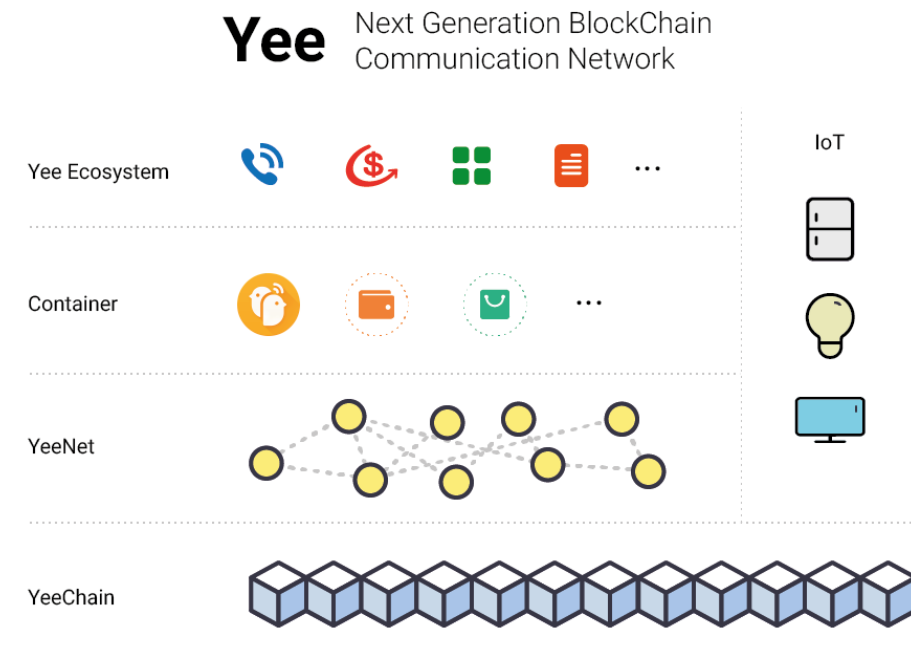 Yee
Next Generation BlockChain
Communication Network
IoT
Yee Ecosystem
$
...
Container
...
YeeNet
YeeChain